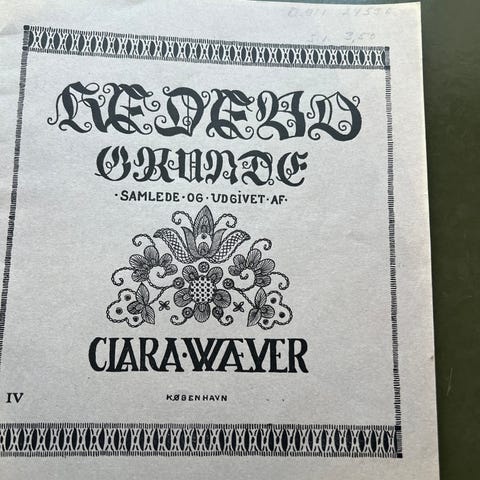 HEDEBO
GRUNDE
·SAMLEDE·OG·UDGIVET·AF·
CLARA·WÆVER
IV
KØBENHAVN